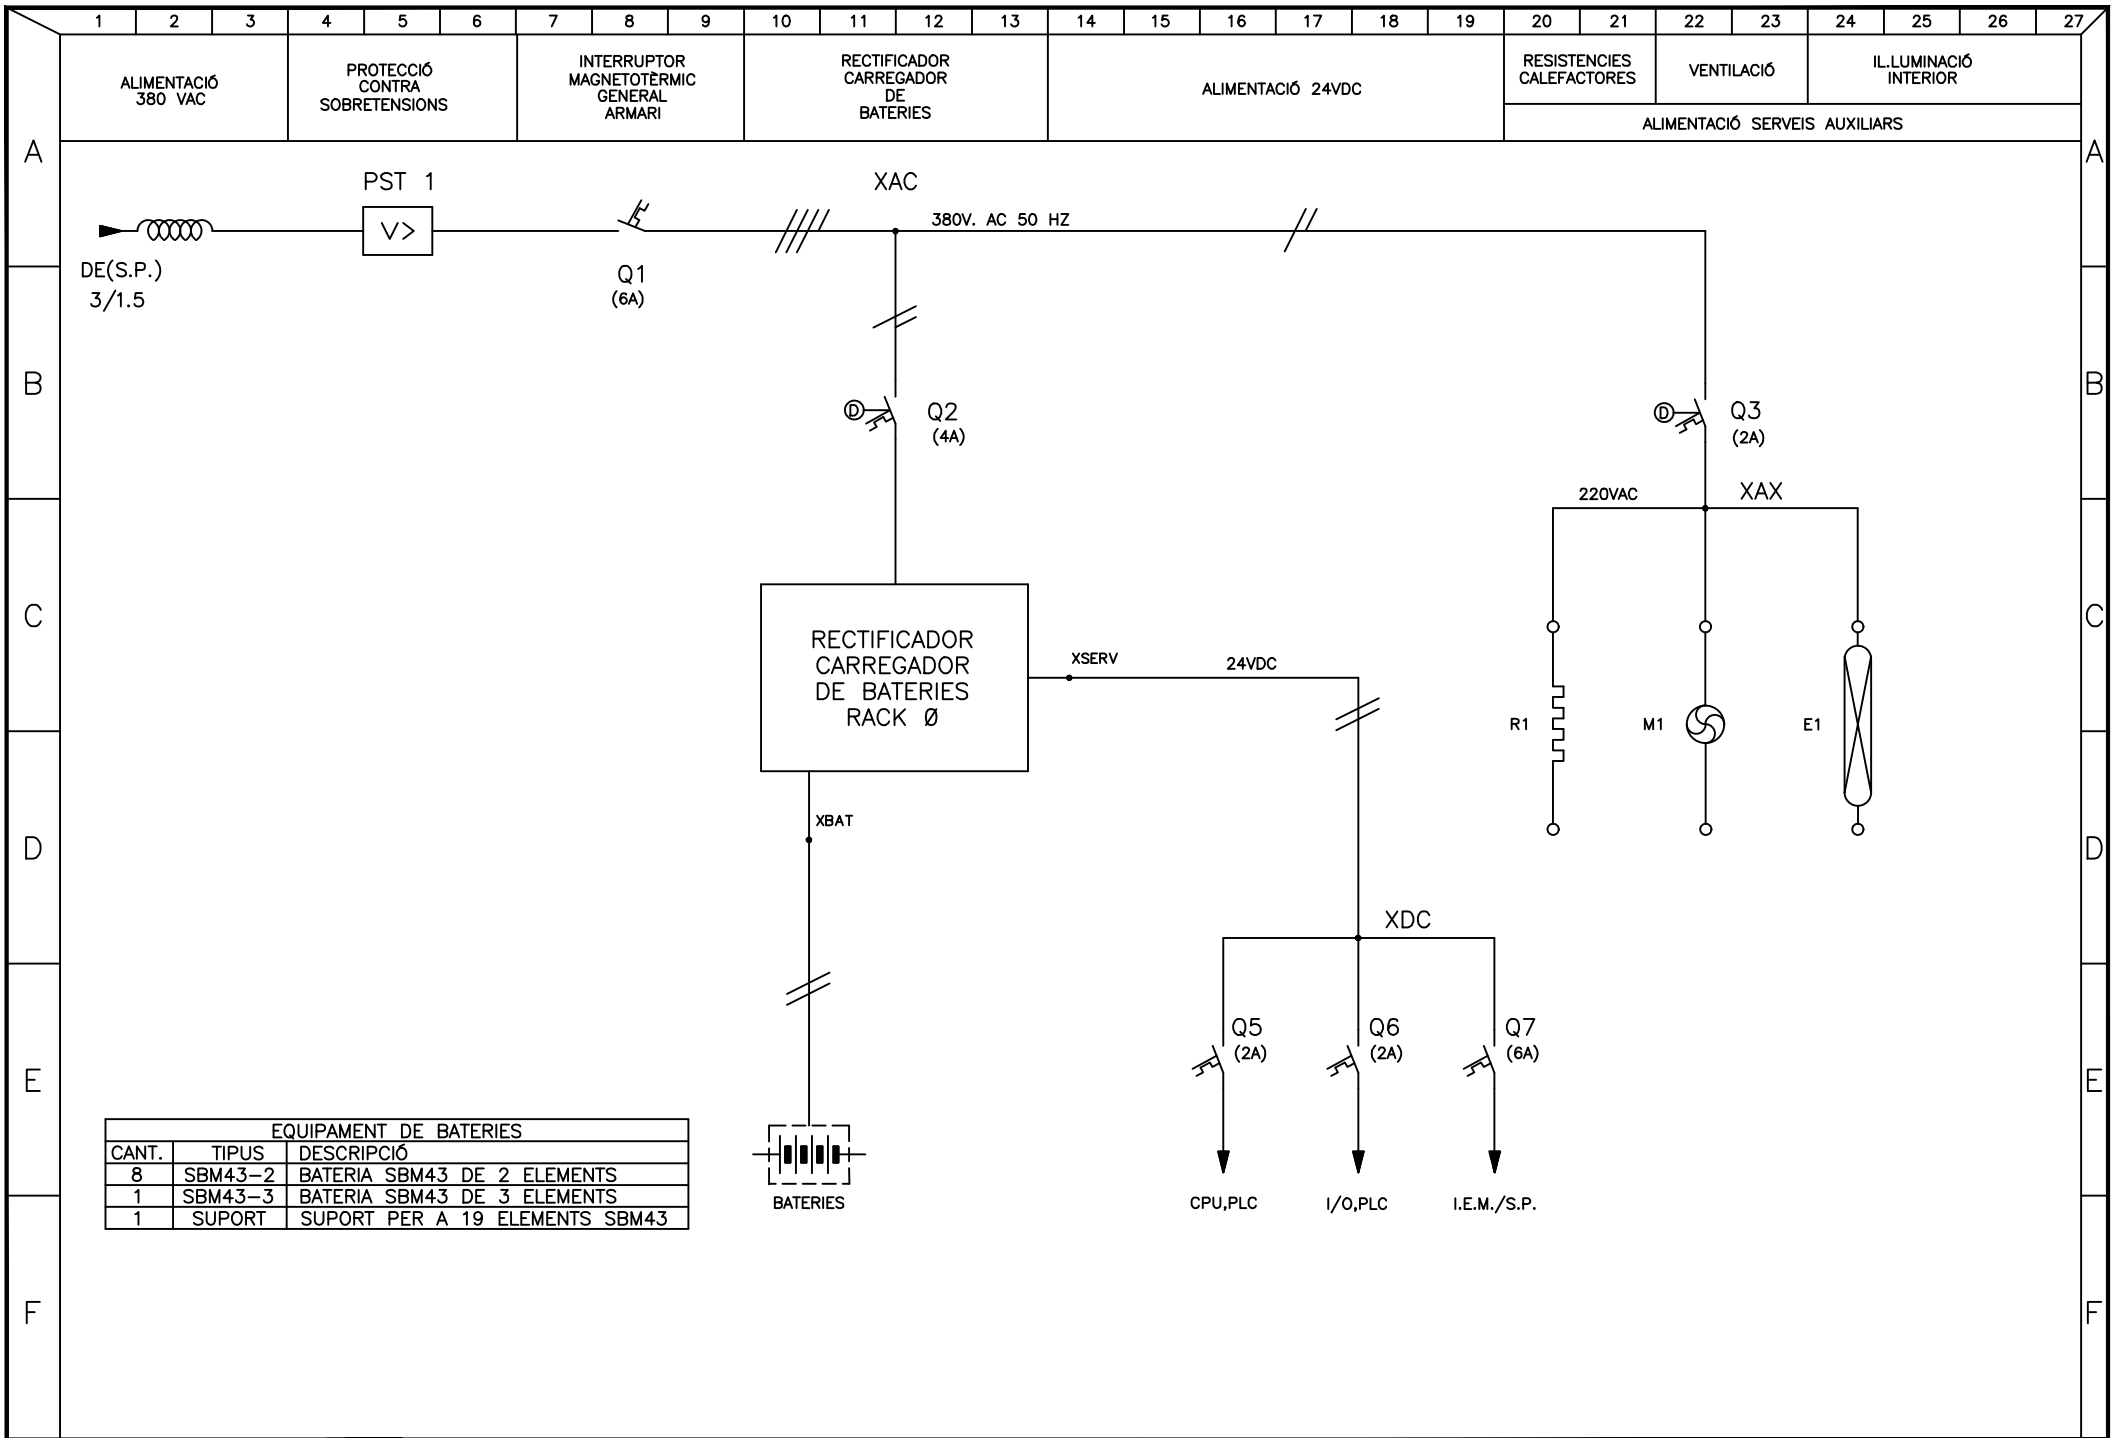 1 2 3 4 5 6 7 8 9 10 11 12 13 14 15 16 17 18 19 20 21 22 23 24 25 26 27
ALIMENTACIÓ
380 VAC
PROTECCIÓ
CONTRA
SOBRETENSIONS
INTERRUPTOR
MAGNETOTÈRMIC
GENERAL
ARMARI
RECTIFICADOR
CARREGADOR
DE
BATERIES
ALIMENTACIÓ 24VDC
RESISTENCIES
CALEFACTORES
VENTILACIÓ
IL.LUMINACIÓ
INTERIOR
ALIMENTACIÓ SERVEIS AUXILIARS
A
A
PST 1
V>
XAC
380V. AC 50 HZ
DE(S.P.)
3/1.5
Q1
(6A)
B
B
D
Q2
(4A)
D
Q3
(2A)
220VAC
XAX
C
C
RECTIFICADOR
CARREGADOR
DE BATERIES
RACK Ø
XSERV
24VDC
R1
M1
E1
XBAT
D
D
XDC
Q5
(2A)
Q6
(2A)
Q7
(6A)
E
E
EQUIPAMENT DE BATERIES
CANT. TIPUS DESCRIPCIÓ
8 SBM43-2 BATERIA SBM43 DE 2 ELEMENTS
1 SBM43-3 BATERIA SBM43 DE 3 ELEMENTS
1 SUPORT SUPORT PER A 19 ELEMENTS SBM43
BATERIES
CPU,PLC
I/O,PLC
I.E.M./S.P.
F
F